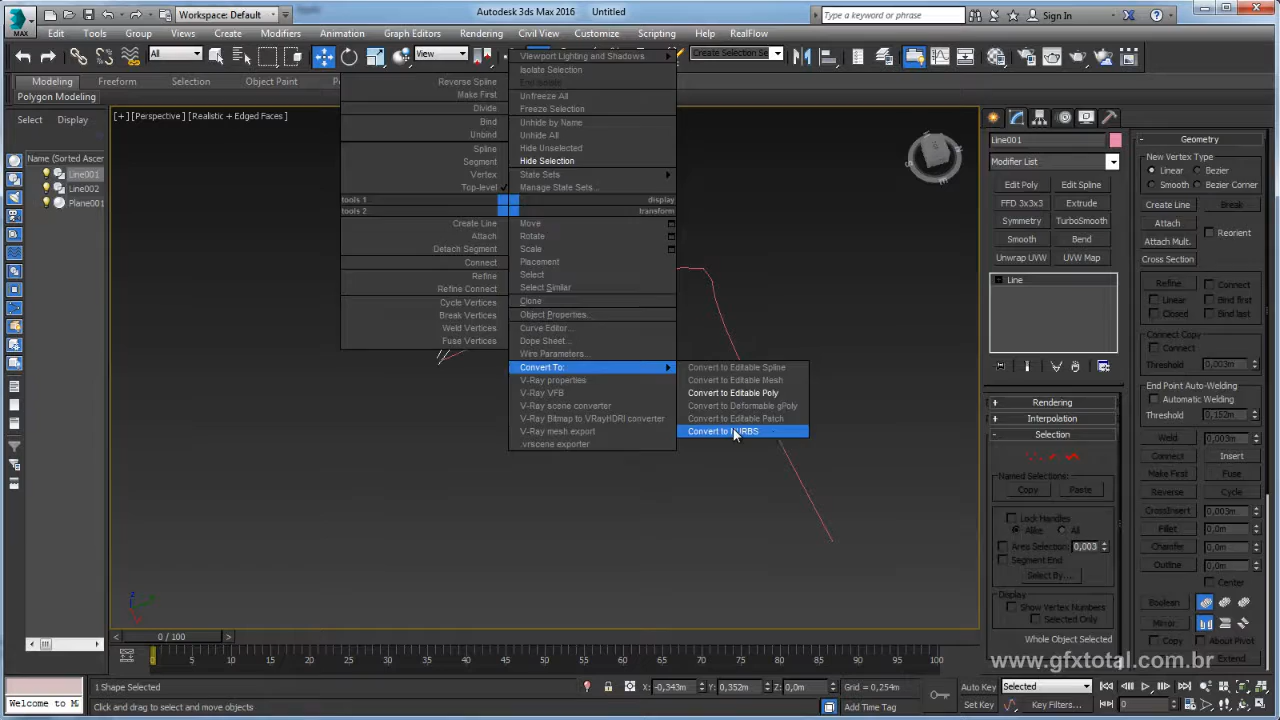 Workspace: Default
Autodesk 3ds Max 2016
Untitled
Type a keyword or phrase
Sign In
MAX
Edit
Tools
Group
Views
Create
Modifiers
Animation
Graph Editors
Rendering
Civil View
Customize
Scripting
Help
RealFlow
All
View
Create Selection Se
Modeling
Freeform
Selection
Object Paint
Polygon Modeling
Select
Display
Name (Sorted Ascen
Line001
Line002
Plane001
[+] [Perspective] [Realistic + Edged Faces ]
Reverse Spline
Make First
Divide
Bind
Unbind
Spline
Segment
Vertex
Top-level
tools 1
tools 2
Create Line
Attach
Detach Segment
Connect
Refine
Refine Connect
Cycle Vertices
Break Vertices
Weld Vertices
Fuse Vertices
Viewport Lighting and Shadows
Isolate Selection
End Isolate
Unfreeze All
Freeze Selection
Unhide by Name
Unhide All
Hide Unselected
Hide Selection
State Sets
Manage State Sets...
display
transform
Move
Rotate
Scale
Placement
Select
Select Similar
Clone
Object Properties...
Curve Editor...
Dope Sheet...
Wire Parameters...
Convert To:
V-Ray properties
V-Ray VFB
V-Ray scene converter
V-Ray Bitmap to VRayHDRI converter
V-Ray mesh export
.vrscene exporter
Convert to Editable Spline
Convert to Editable Mesh
Convert to Editable Poly
Convert to Deformable gPoly
Convert to Editable Patch
Convert to NURBS
Line001
Modifier List
Edit Poly
Edit Spline
FFD 3x3x3
Extrude
Symmetry
TurboSmooth
Smooth
Bend
Unwrap UVW
UVW Map
Line
Rendering
Interpolation
Selection
Named Selections:
Copy
Paste
Lock Handles
Alike
All
Area Selection:
0,003
Segment End
Select By...
Display
Show Vertex Numbers
Selected Only
Whole Object Selected
Geometry
New Vertex Type
Linear
Bezier
Smooth
Bezier Corner
Create Line
Break
Attach
Reorient
Attach Mult.
Cross Section
Refine
Connect
Linear
Bind first
Closed
Bind last
Connect Copy
Connect
Threshold
0,003m
End Point Auto-Welding
Automatic Welding
Threshold
0,152m
Weld
0,003m
Connect
Insert
Make First
Fuse
Reverse
Cycle
CrossInsert
0,003m
Fillet
0,0m
Chamfer
0,0m
Outline
0,0m
Center
Boolean
Mirror
Copy
About Pivot
Extend
www.gfxtotal.com.br
z
0 / 100
0
5
10
15
20
25
30
35
40
45
50
55
60
65
70
75
80
85
90
95
100
1 Shape Selected
X: -0,343m
Y: 0,352m
Z: 0,0m
Grid = 0,254m
Auto Key
Selected
Welcome to M
Click and drag to select and move objects
Add Time Tag
Set Key
Key Filters...
0